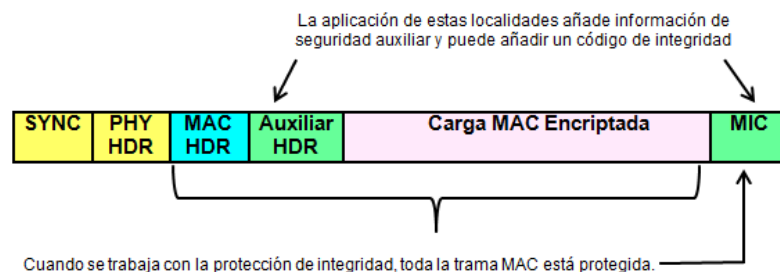 La aplicación de estas localidades añade información de
seguridad auxiliar y puede añadir un código de integridad
SYNC PHY HDR MAC HDR Auxiliar HDR Carga MAC Encriptada MIC
Cuando se trabaja con la protección de integridad, toda la trama MAC está protegida.